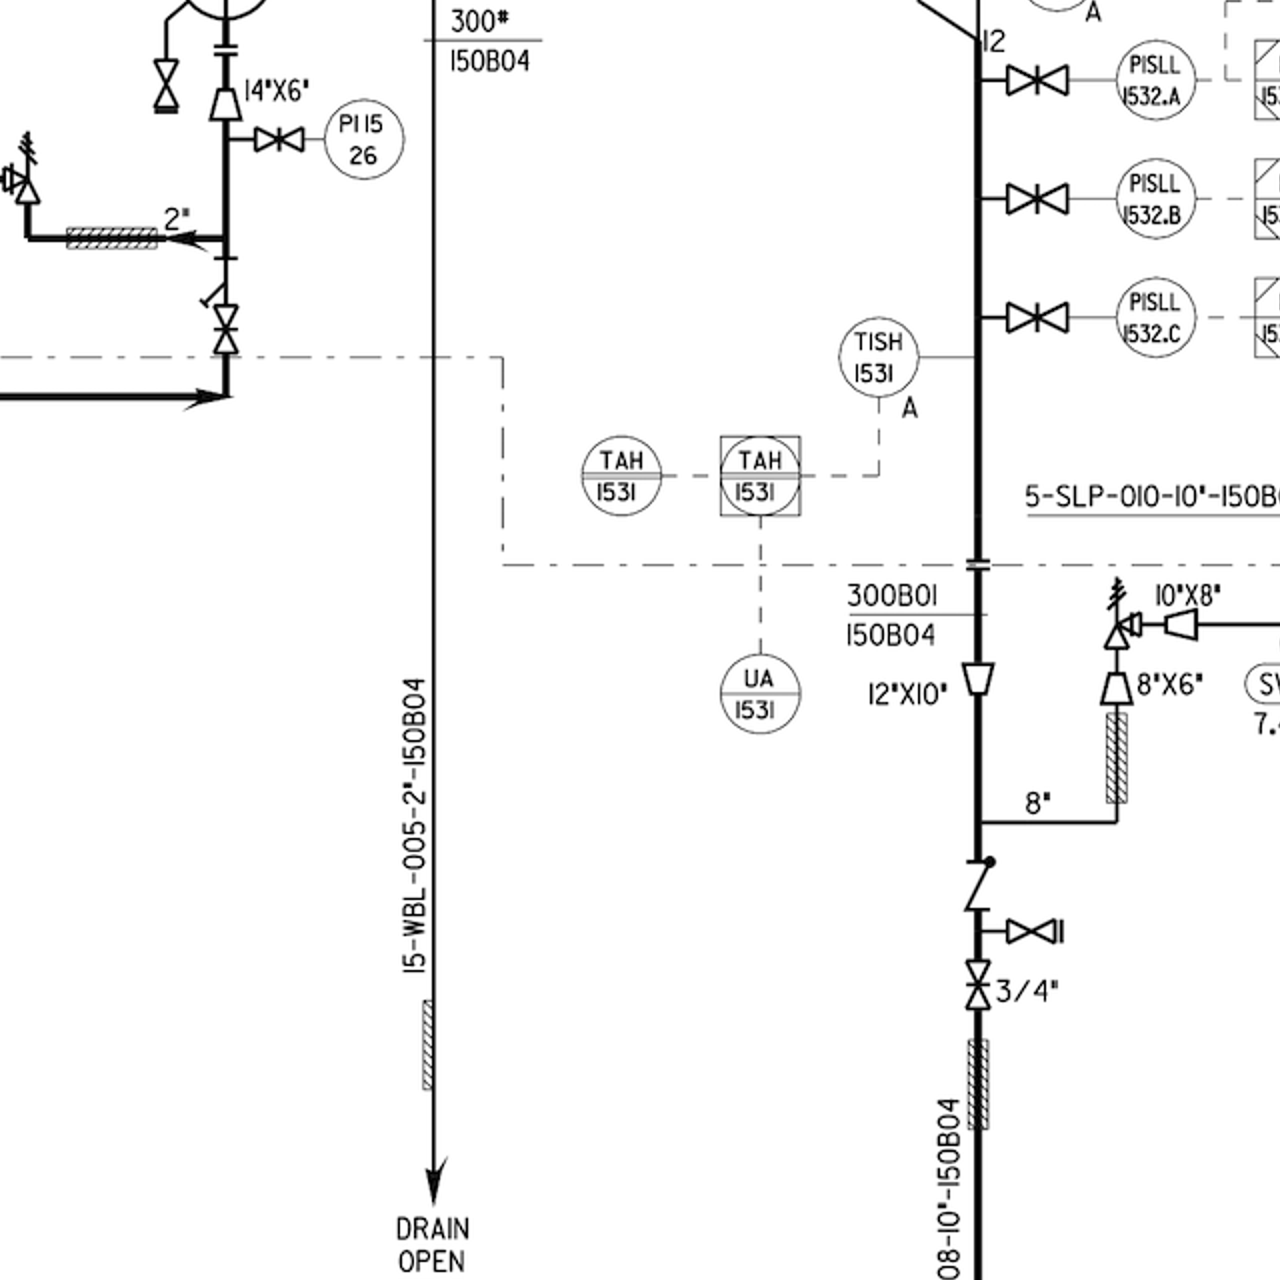 300#
150B04
12
A
14"X6"
PI 15
26
PISLL
1532.A
PISLL
1532.B
2"
PISLL
1532.C
TISH
1531
A
TAH
1531
TAH
1531
5-SLP-010-10"-150B
300B01
150B04
10"X8"
UA
1531
12"X10"
8"X6"
8"
15-WBL-005-2"-150B04
3/4"
08-10"-150B04
DRAIN
OPEN